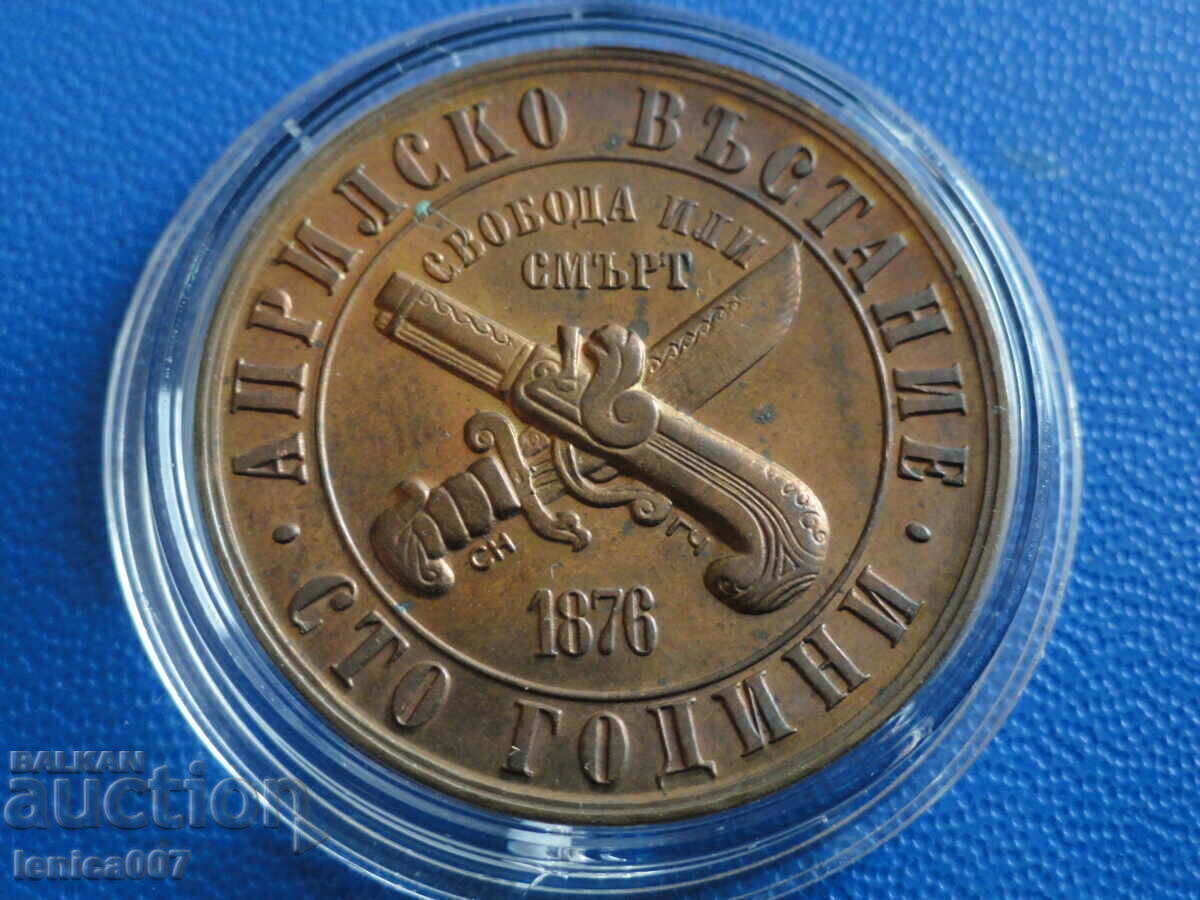 АПРИЛСКО ВЪСТАНИЕ
СВОБОДА ИЛИ
СМЪРТ
СН
ГЧ
1876
· СТО ГОДИНИ ·
BALKAN
auction
lenica007